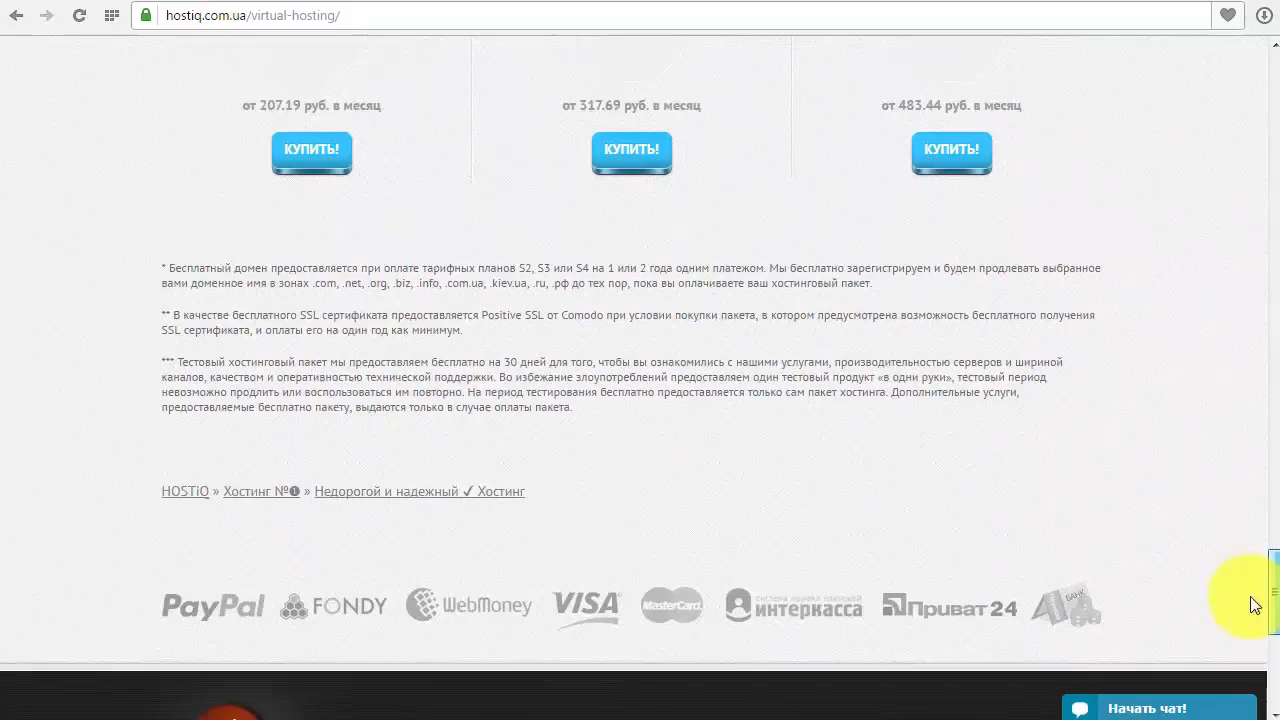 hostiq.com.ua/virtual-hosting/
от 207.19 руб. в месяц
от 317.69 руб. в месяц
от 483.44 руб. в месяц
КУПИТЬ!
КУПИТЬ!
КУПИТЬ!
* Бесплатный домен предоставляется при оплате тарифных планов S2, S3 или S4 на 1 или 2 года одним платежом. Мы бесплатно зарегистрируем и будем продлевать выбранное
вами доменное имя в зонах .com, .net, .org, .biz, .info, .com.ua, .kiev.ua, .ru, .рф до тех пор, пока вы оплачиваете ваш хостинговый пакет.
** В качестве бесплатного SSL сертификата предоставляется Positive SSL от Comodo при условии покупки пакета, в котором предусмотрена возможность бесплатного получения
SSL сертификата, и оплаты его на один год как минимум.
*** Тестовый хостинговый пакет мы предоставляем бесплатно на 30 дней для того, чтобы вы ознакомились с нашими услугами, производительностью серверов и шириной
каналов, качеством и оперативностью технической поддержки. Во избежание злоупотреблений предоставляем один тестовый продукт «в одни руки», тестовый период
невозможно продлить или воспользоваться им повторно. На период тестирования бесплатно предоставляется только сам пакет хостинга. Дополнительные услуги,
предоставляемые бесплатно пакету, выдаются только в случае оплаты пакета.
HOSTiQ » Хостинг №❶ » Недорогой и надежный ✓ Хостинг
PayPal FONDY WebMoney VISA MasterCard система приёма платежей интеркасса Приват 24 БАНК
Начать чат!